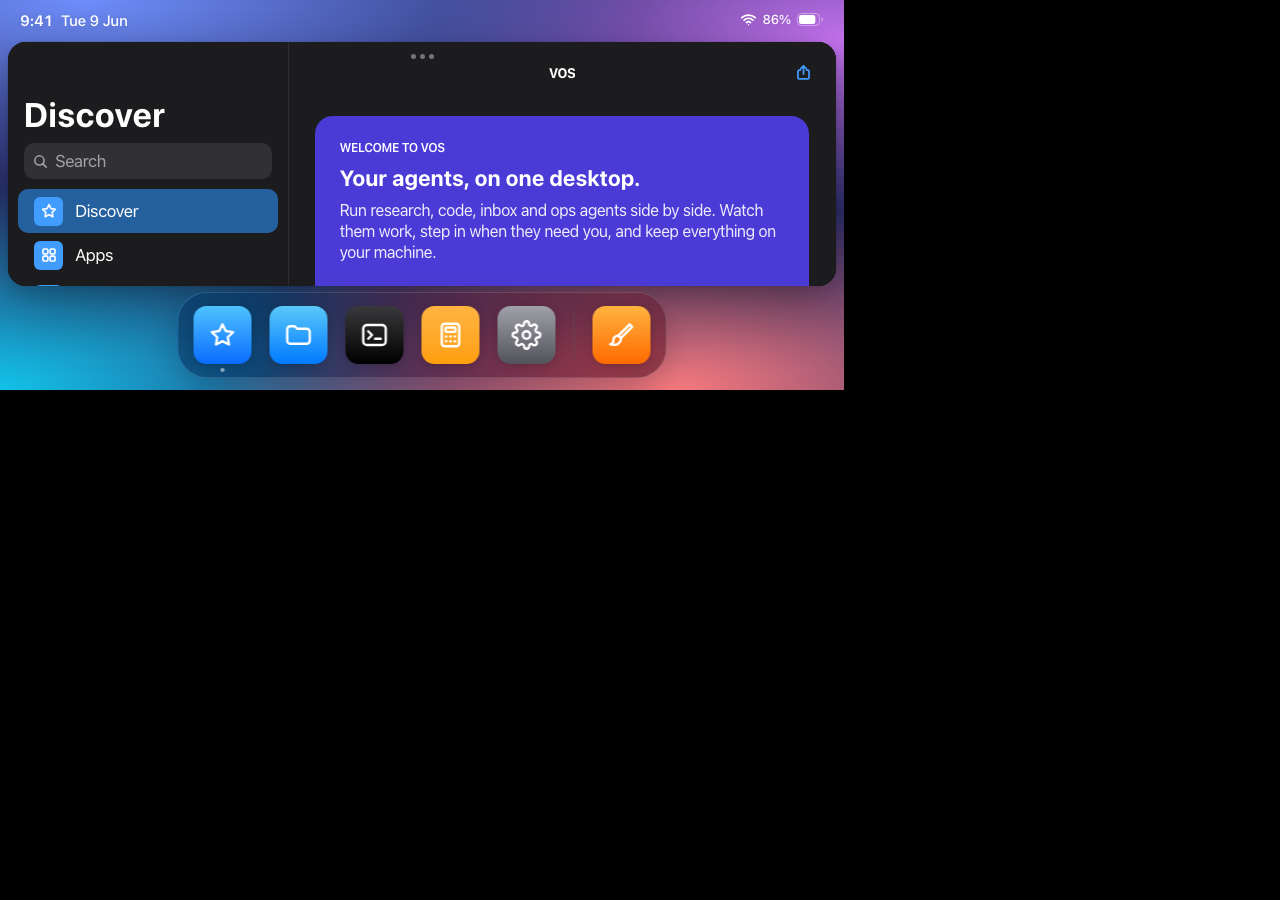 9:41 Tue 9 Jun
86%
VOS
Discover
Search
Discover
Apps
WELCOME TO VOS
Your agents, on one desktop.
Run research, code, inbox and ops agents side by side. Watch
them work, step in when they need you, and keep everything on
your machine.